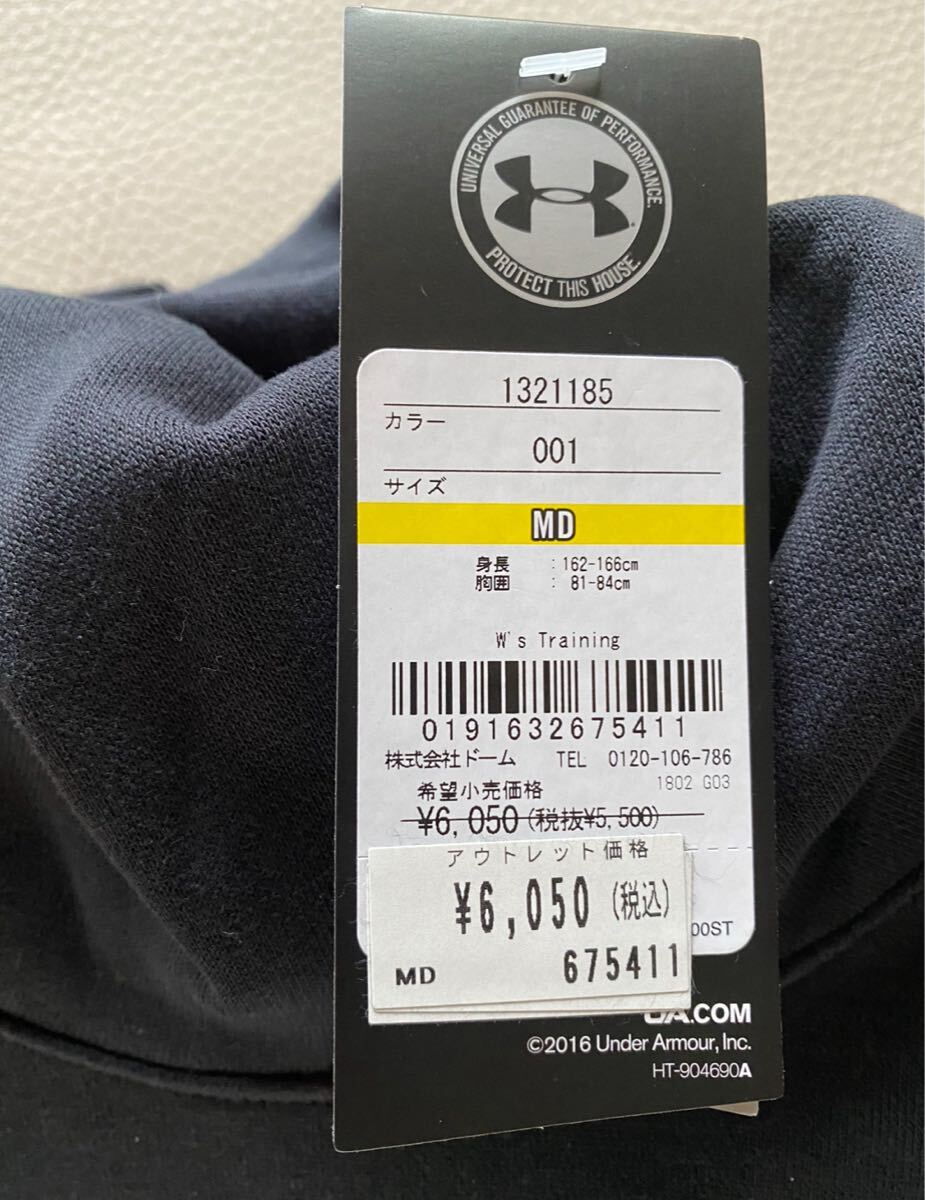 UNIVERSAL GUARANTEE OF PERFORMANCE.
PROTECT THIS HOUSE.
1321185
カラー
001
サイズ
MD
身長 : 162-166cm
胸囲 : 81-84cm
W's Training
0191632675411
株式会社ドーム TEL 0120-106-786
1802 G03
希望小売価格
¥6,050 (税抜¥5,500)
アウトレット価格
¥6,050 (税込)
00ST
MD 675411
UA.COM
©2016 Under Armour, Inc.
HT-904690A